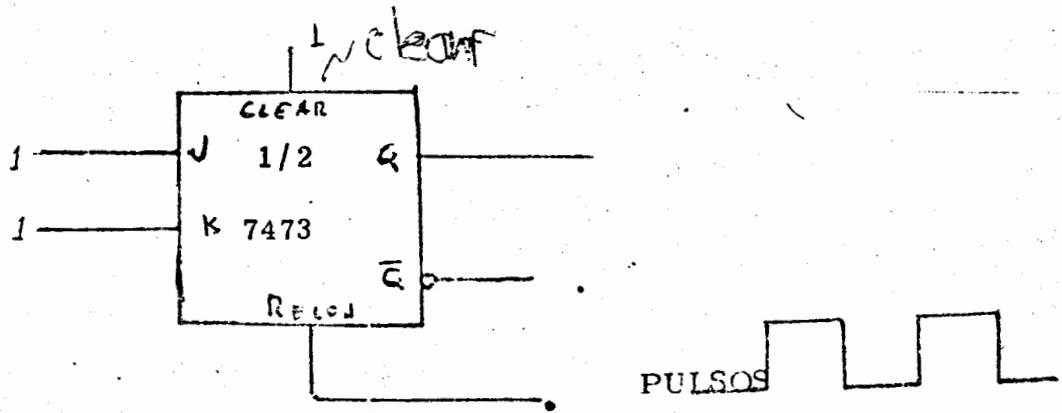 1 clear
CLEAR
1 J 1/2 Q
1 K 7473
Q̅
RELOJ
PULSOS